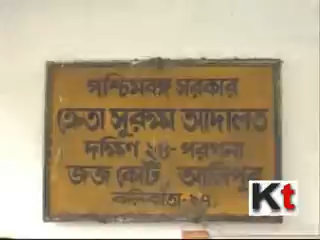 পশ্চিমবঙ্গ সরকার
ক্রেতা সুরক্ষা আদালত
দক্ষিণ ২৪-পরগনা
জজ কোর্ট, আলিপুর
কলিকাতা-২৭
Kt